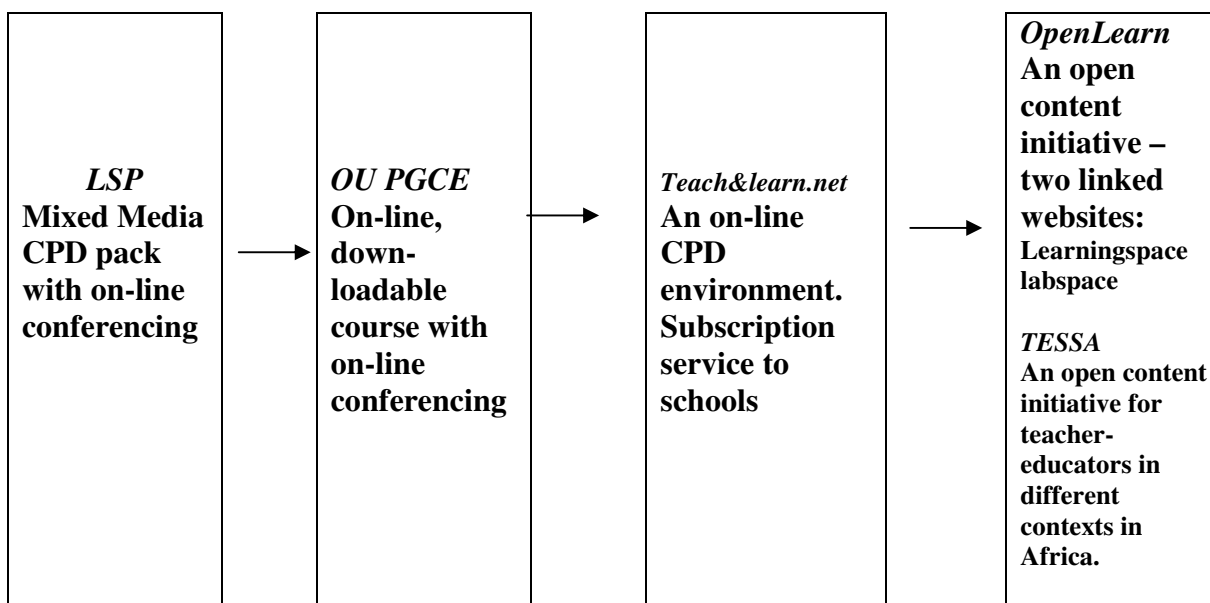 LSP
Mixed Media
CPD pack
with on-line
conferencing
OU PGCE
On-line,
down-
loadable
course with
on-line
conferencing
Teach&learn.net
An on-line
CPD
environment.
Subscription
service to
schools
OpenLearn
An open
content
initiative –
two linked
websites:
Learningspace
labspace
TESSA
An open content
initiative for
teacher-
educators in
different
contexts in
Africa.